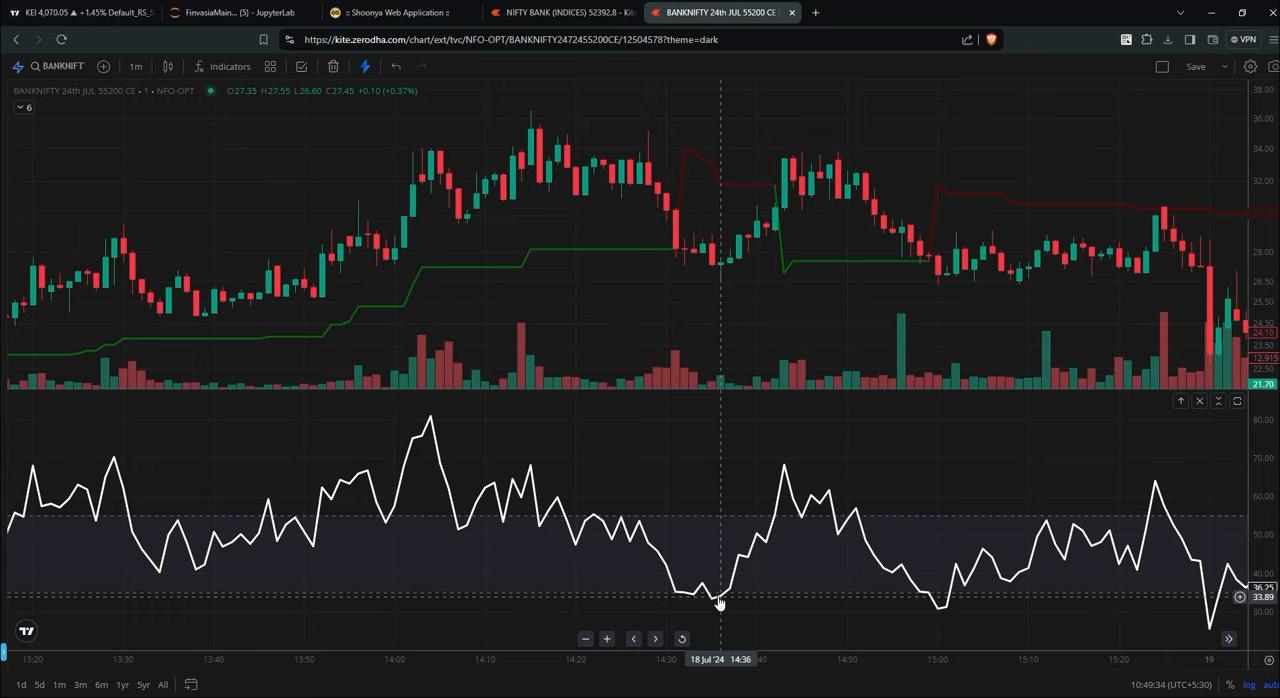 KEI 4,070.05 ▲ +1.45% Default_RS_S
FinvasiaMain... (5) - JupyterLab
:: Shoonya Web Application ::
NIFTY BANK (INDICES) 52392.8 - Kite
BANKNIFTY 24th JUL 55200 CE
https://kite.zerodha.com/chart/ext/tvc/NFO-OPT/BANKNIFTY2472455200CE/12504578?theme=dark
VPN
BANKNIFT
1m
Indicators
Save
BANKNIFTY 24th JUL 55200 CE • 1 • NFO-OPT
O27.35 H27.55 L26.60 C27.45 +0.10 (+0.37%)
6
38.00
36.00
34.00
32.00
30.00
28.00
26.50
25.50
24.50
24.10
23.50
12.915
22.50
21.70
80.00
70.00
60.00
50.00
40.00
36.25
33.89
30.00
13:20
13:30
13:40
13:50
14:00
14:10
14:20
14:30
18 Jul '24 14:36
:40
14:50
15:00
15:10
15:20
19
1d 5d 1m 3m 6m 1yr 5yr All
10:49:34 (UTC+5:30)
% log auto